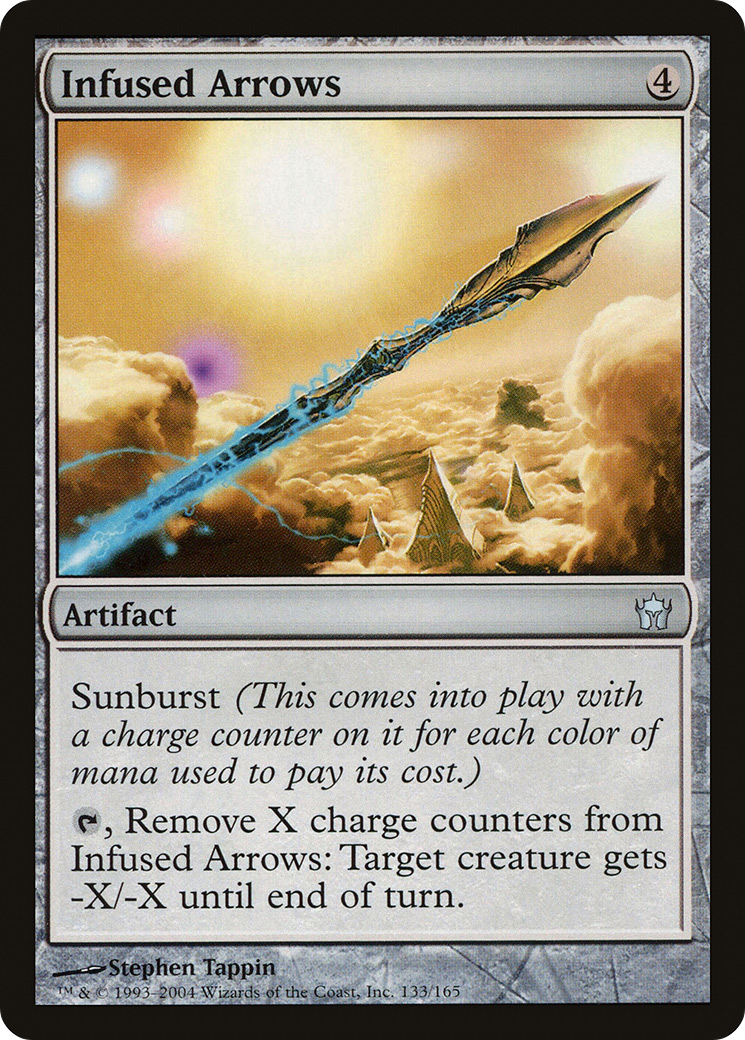 Infused Arrows 4
Artifact
Sunburst (This comes into play with
a charge counter on it for each color of
mana used to pay its cost.)
, Remove X charge counters from
Infused Arrows: Target creature gets
-X/-X until end of turn.
Stephen Tappin
™ & © 1993–2004 Wizards of the Coast, Inc. 133/165